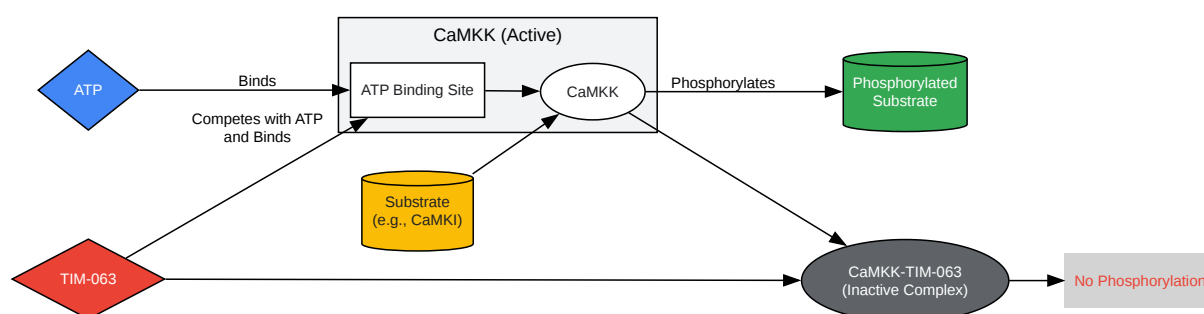 CaMKK (Active)
ATP
Binds
ATP Binding Site
CaMKK
Phosphorylates
Phosphorylated
Substrate
Competes with ATP
and Binds
Substrate
(e.g., CaMKI)
TIM-063
CaMKK-TIM-063
(Inactive Complex)
No Phosphorylation